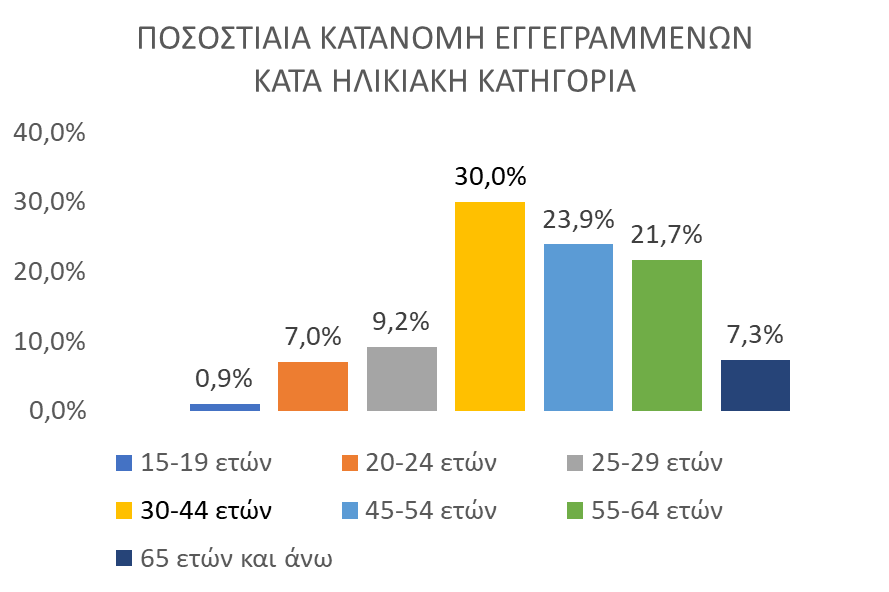 ΠΟΣΟΣΤΙΑΙΑ ΚΑΤΑΝΟΜΗ ΕΓΓΕΓΡΑΜΜΕΝΩΝ
ΚΑΤΑ ΗΛΙΚΙΑΚΗ ΚΑΤΗΓΟΡΙΑ
40,0%
30,0%
20,0%
10,0%
0,0%
0,9%
7,0%
9,2%
30,0%
23,9%
21,7%
7,3%
15-19 ετών
20-24 ετών
25-29 ετών
30-44 ετών
45-54 ετών
55-64 ετών
65 ετών και άνω